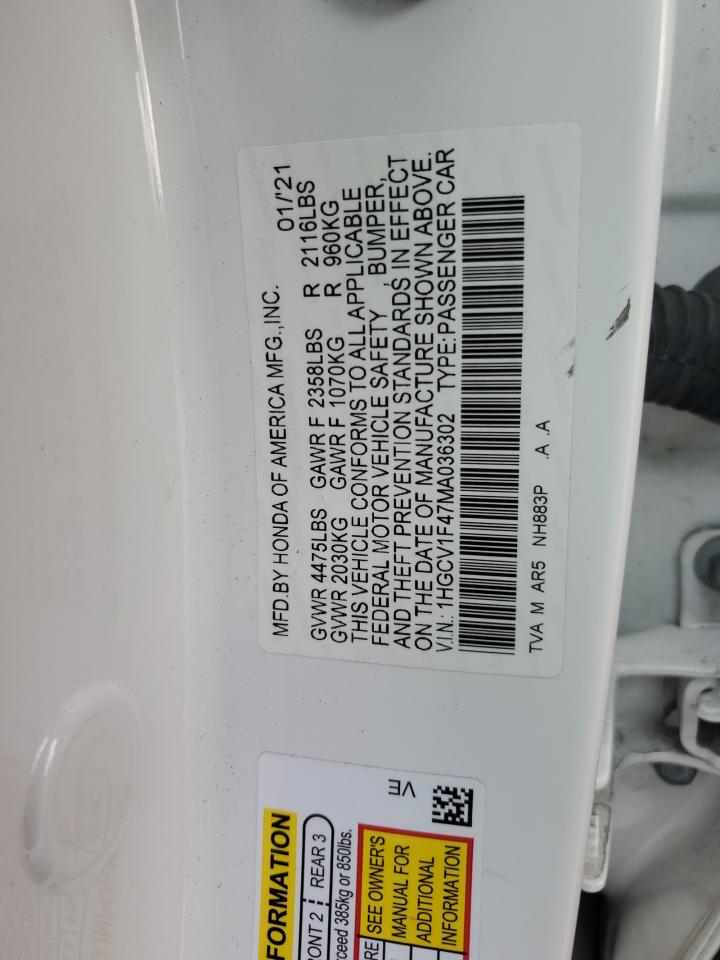 MFD.BY HONDA OF AMERICA MFG.,INC. 01/'21
GVWR 4475LBS GAWR F 2358LBS R 2116LBS
GVWR 2030KG GAWR F 1070KG R 960KG
THIS VEHICLE CONFORMS TO ALL APPLICABLE
FEDERAL MOTOR VEHICLE SAFETY , BUMPER,
AND THEFT PREVENTION STANDARDS IN EFFECT
ON THE DATE OF MANUFACTURE SHOWN ABOVE.
V.I.N.: 1HGCV1F47MA036302 TYPE:PASSENGER CAR
TVA M AR5 NH883P .A .A
VE
FORMATION
ONT 2 REAR 3
xceed 385kg or 850lbs.
RE SEE OWNER'S
MANUAL FOR
ADDITIONAL
INFORMATION